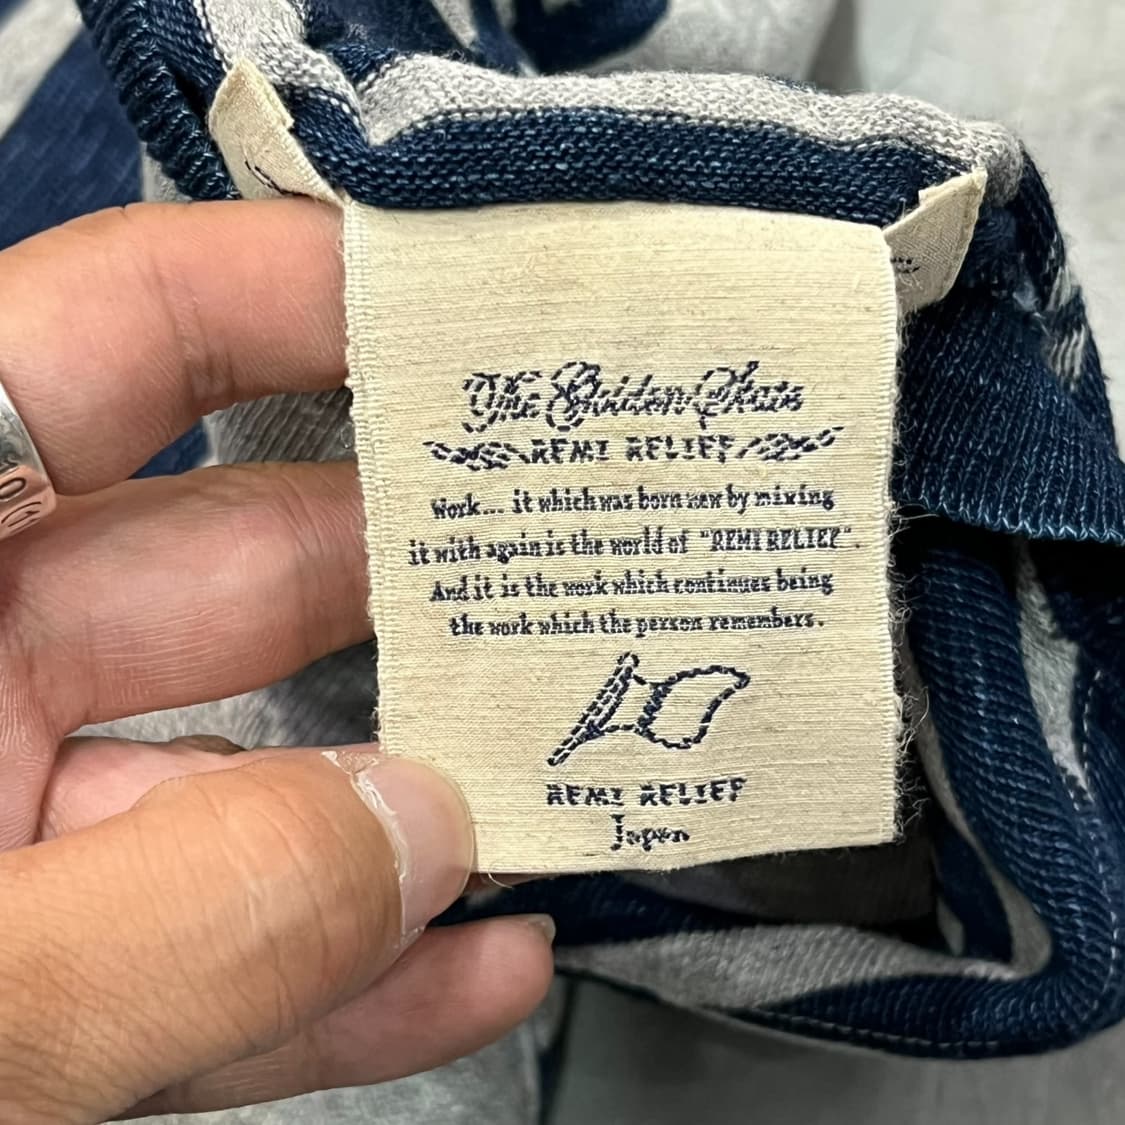 The Golden State
REMI RELIEF
Work... it which was born new by mixing
it with again is the world of "REMI RELIEF".
And it is the work which continues being
the work which the person remembers.
REMI RELIEF
Japan